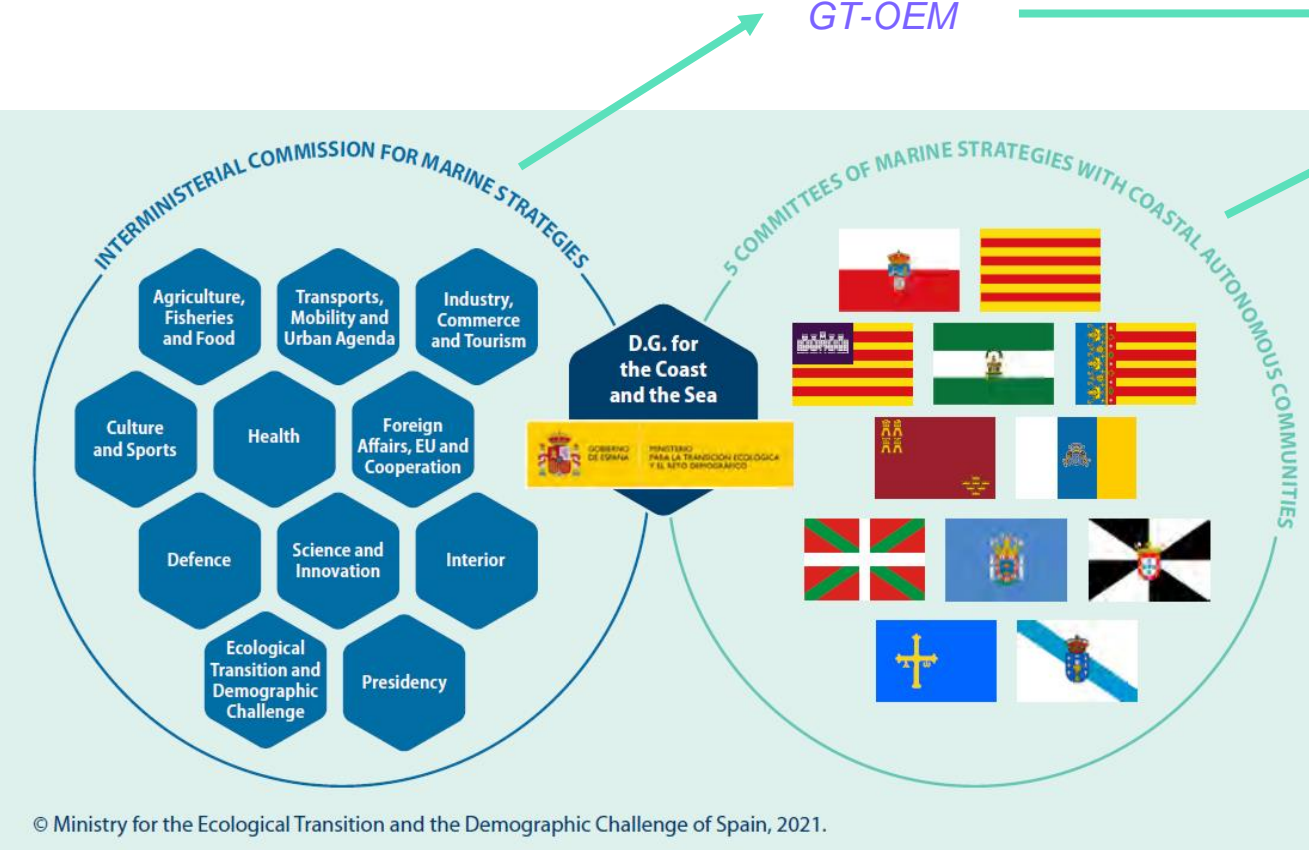 GT-OEM
INTERMINISTERIAL COMMISSION FOR MARINE STRATEGIES
5 COMMITTEES OF MARINE STRATEGIES WITH COASTAL AUTONOMOUS COMMUNITIES
Agriculture,
Fisheries
and Food
Transports,
Mobility and
Urban Agenda
Industry,
Commerce
and Tourism
D.G. for
the Coast
and the Sea
Culture
and Sports
Health
Foreign
Affairs, EU and
Cooperation
GOBIERNO
DE ESPAÑA
MINISTERIO
PARA LA TRANSICIÓN ECOLÓGICA
Y EL RETO DEMOGRÁFICO
Defence
Science and
Innovation
Interior
Ecological
Transition and
Demographic
Challenge
Presidency
© Ministry for the Ecological Transition and the Demographic Challenge of Spain, 2021.